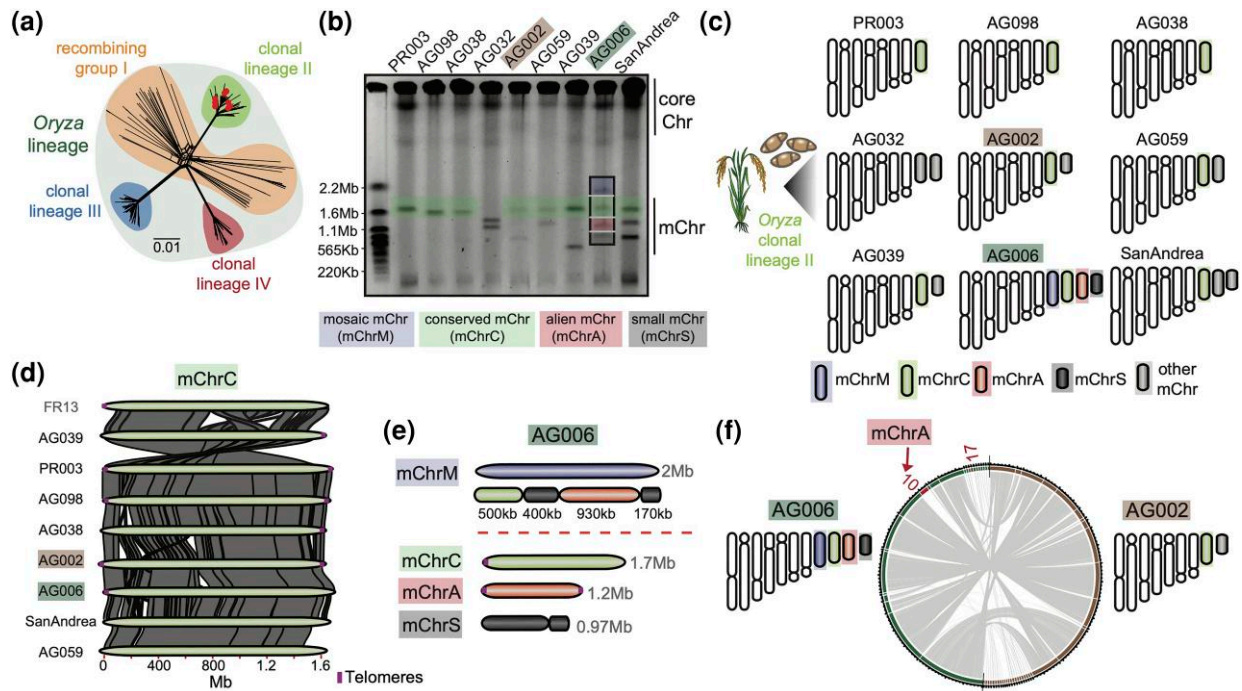 (a)
recombining
group I
clonal
lineage II
Oryza
lineage
clonal
lineage III
0.01
clonal
lineage IV
(b)
PR003
AG098
AG038
AG032
AG002
AG059
AG039
AG006
SanAndrea
core
Chr
2.2Mb
1.6Mb
1.1Mb
565Kb
220Kb
mChr
mosaic mChr
(mChrM)
conserved mChr
(mChrC)
alien mChr
(mChrA)
small mChr
(mChrS)
(c)
PR003
AG098
AG038
AG032
AG002
AG059
Oryza
clonal
lineage II
AG039
AG006
SanAndrea
mChrM
mChrC
mChrA
mChrS
other
mChr
(d)
mChrC
FR13
AG039
PR003
AG098
AG038
AG002
AG006
SanAndrea
AG059
0 400 800 1.2 1.6
Mb
Telomeres
(e)
AG006
mChrM
2Mb
500kb 400kb 930kb 170kb
mChrC
1.7Mb
mChrA
1.2Mb
mChrS
0.97Mb
(f)
mChrA
10
17
AG006
AG002